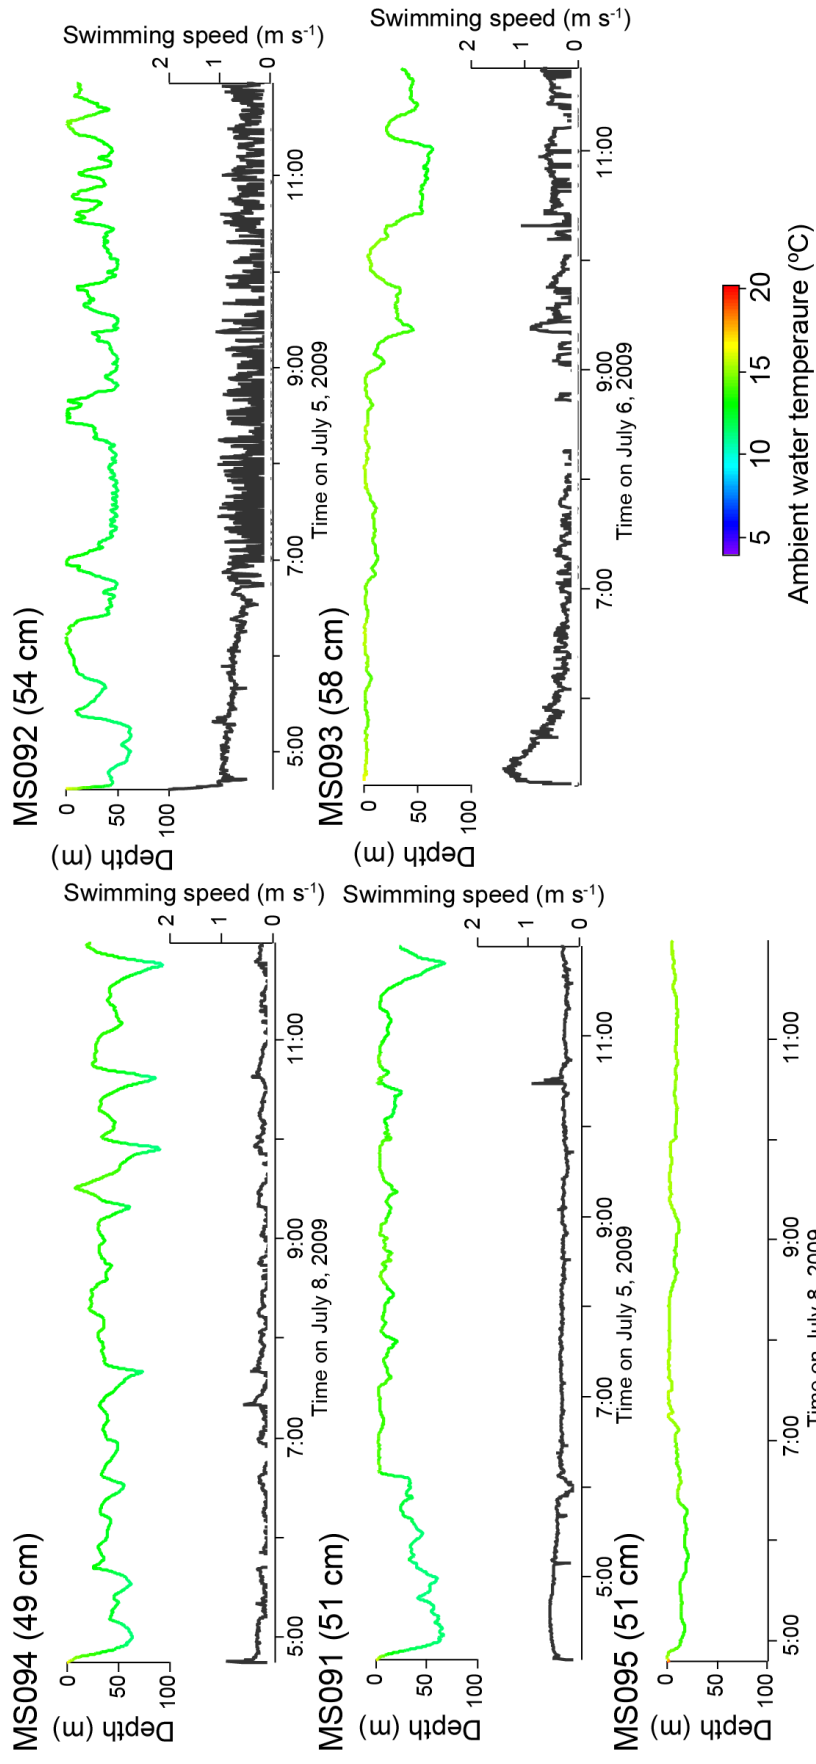 MS094 (49 cm)
Depth (m)
0
50
100
Swimming speed (m s-1)
2
1
0
5:00
7:00
9:00
11:00
Time on July 8, 2009
MS091 (51 cm)
Depth (m)
0
50
100
Swimming speed (m s-1)
2
1
0
5:00
7:00
9:00
11:00
Time on July 5, 2009
MS095 (51 cm)
Depth (m)
0
50
100
5:00
7:00
9:00
11:00
Time on July 8, 2009
MS092 (54 cm)
Depth (m)
0
50
100
Swimming speed (m s-1)
2
1
0
5:00
7:00
9:00
11:00
Time on July 5, 2009
MS093 (58 cm)
Depth (m)
0
50
100
Swimming speed (m s-1)
2
1
0
7:00
9:00
11:00
Time on July 6, 2009
5
10
15
20
Ambient water temperaure (ºC)